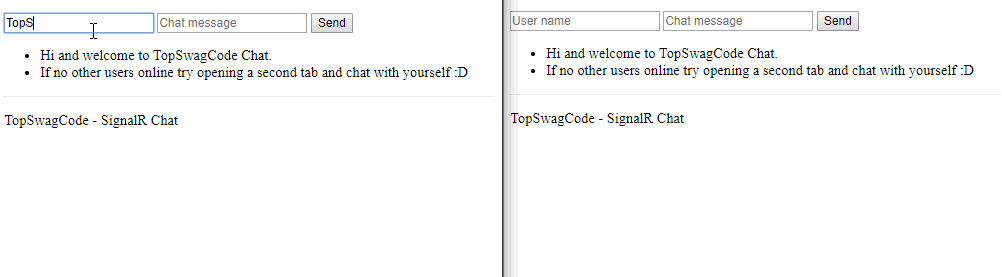 TopS Chat message Send
Hi and welcome to TopSwagCode Chat.
If no other users online try opening a second tab and chat with yourself :D
TopSwagCode - SignalR Chat
User name Chat message Send
Hi and welcome to TopSwagCode Chat.
If no other users online try opening a second tab and chat with yourself :D
TopSwagCode - SignalR Chat